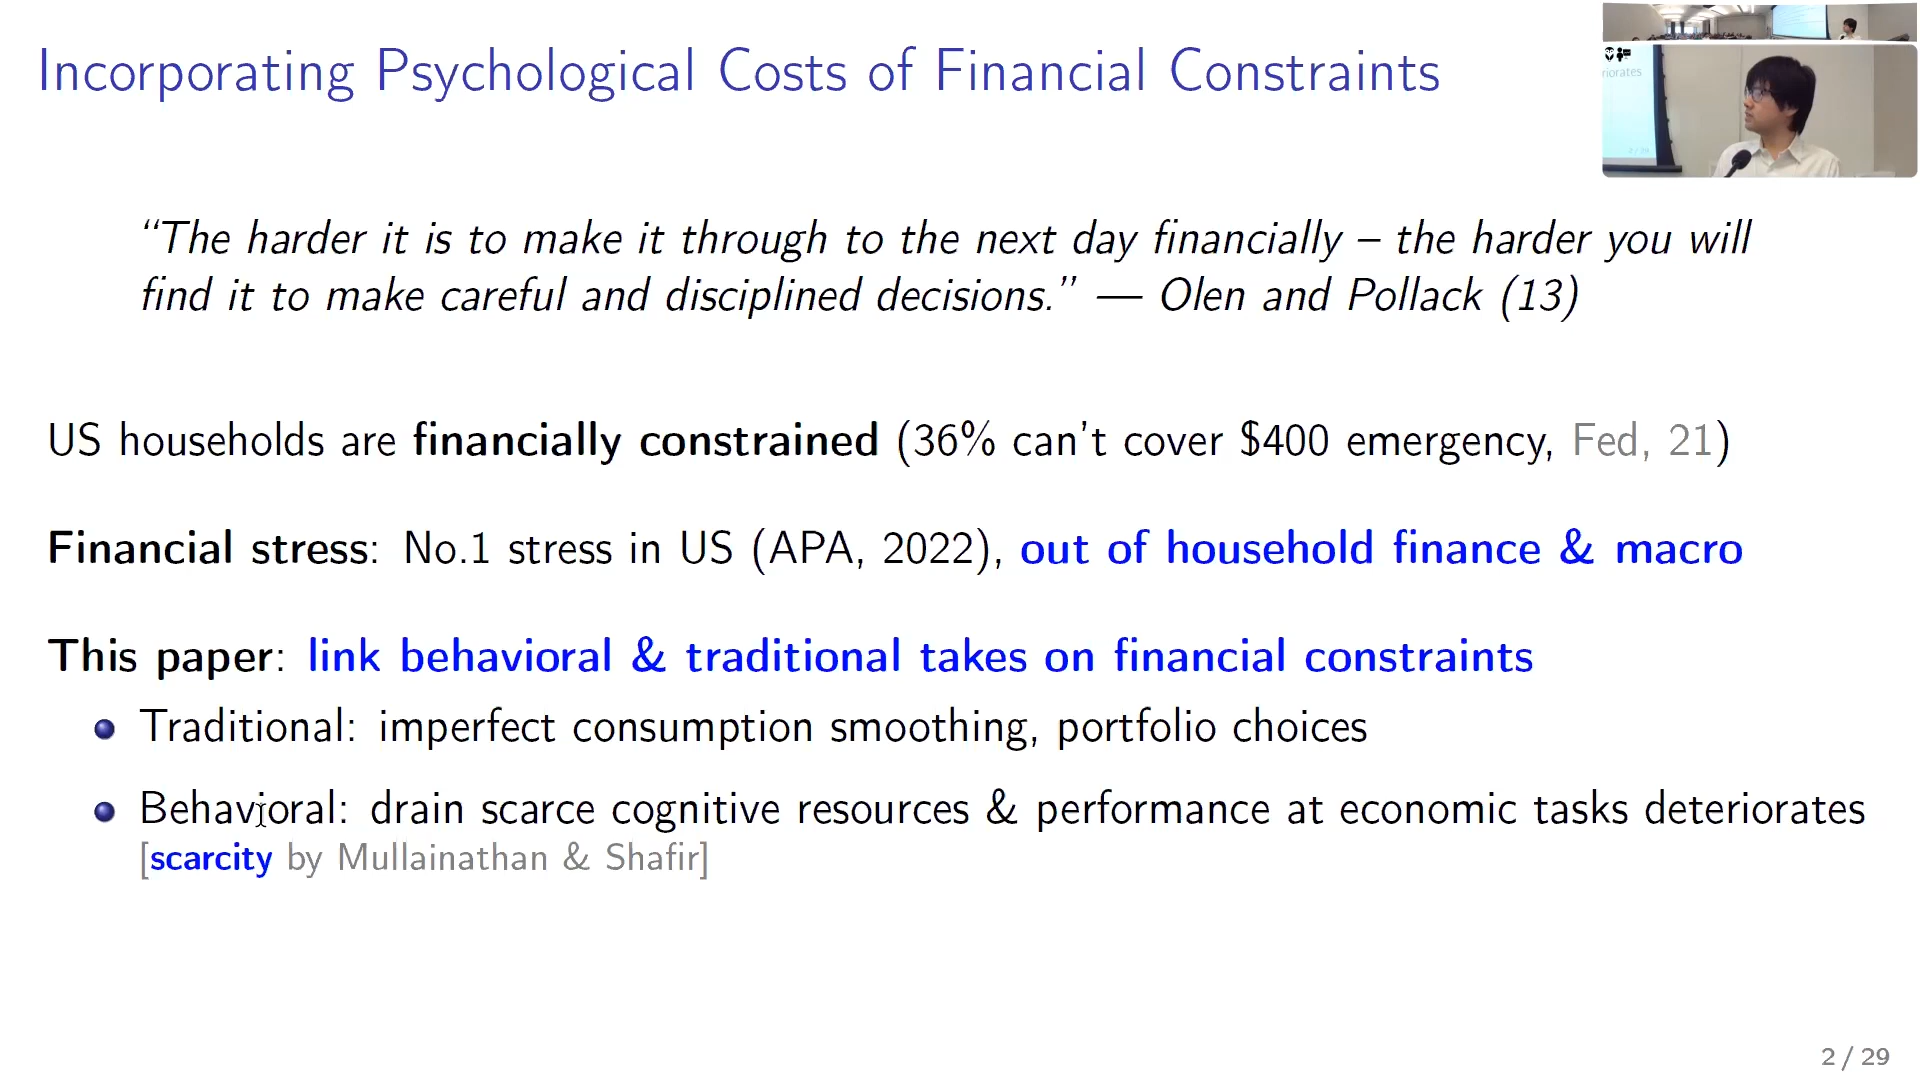 Incorporating Psychological Costs of Financial Constraints
riorates
2 / 29
“The harder it is to make it through to the next day financially – the harder you will
find it to make careful and disciplined decisions.” — Olen and Pollack (13)
US households are financially constrained (36% can't cover $400 emergency, Fed, 21)
Financial stress: No.1 stress in US (APA, 2022), out of household finance & macro
This paper: link behavioral & traditional takes on financial constraints
Traditional: imperfect consumption smoothing, portfolio choices
Behavioral: drain scarce cognitive resources & performance at economic tasks deteriorates
[scarcity by Mullainathan & Shafir]
2 / 29